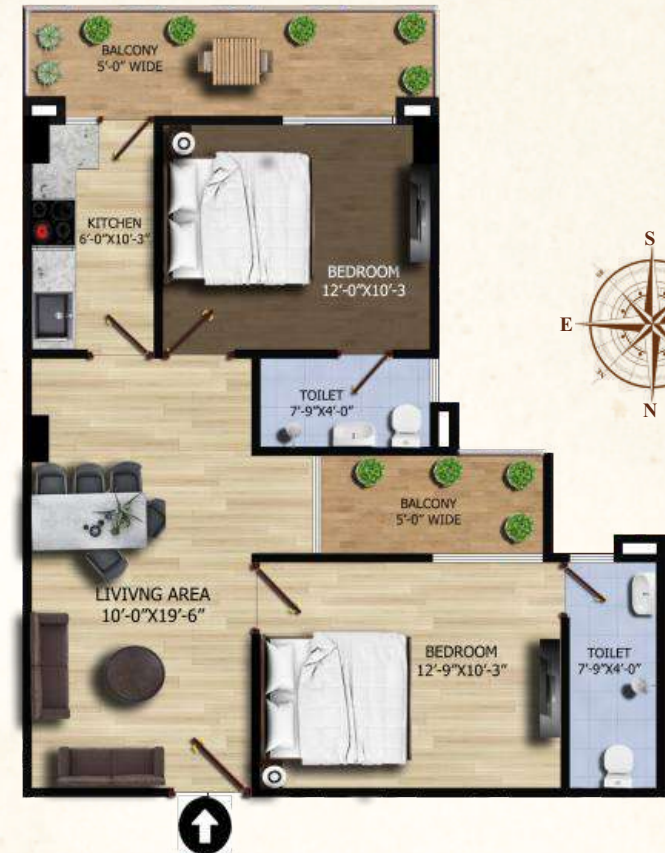 BALCONY
5'-0" WIDE
KITCHEN
6'-0"X10'-3"
BEDROOM
12'-0"X10'-3
S
E
N
TOILET
7'-9"X4'-0"
BALCONY
5'-0" WIDE
LIVIVNG AREA
10'-0"X19'-6"
BEDROOM
12'-9"X10'-3"
TOILET
7'-9"X4'-0"